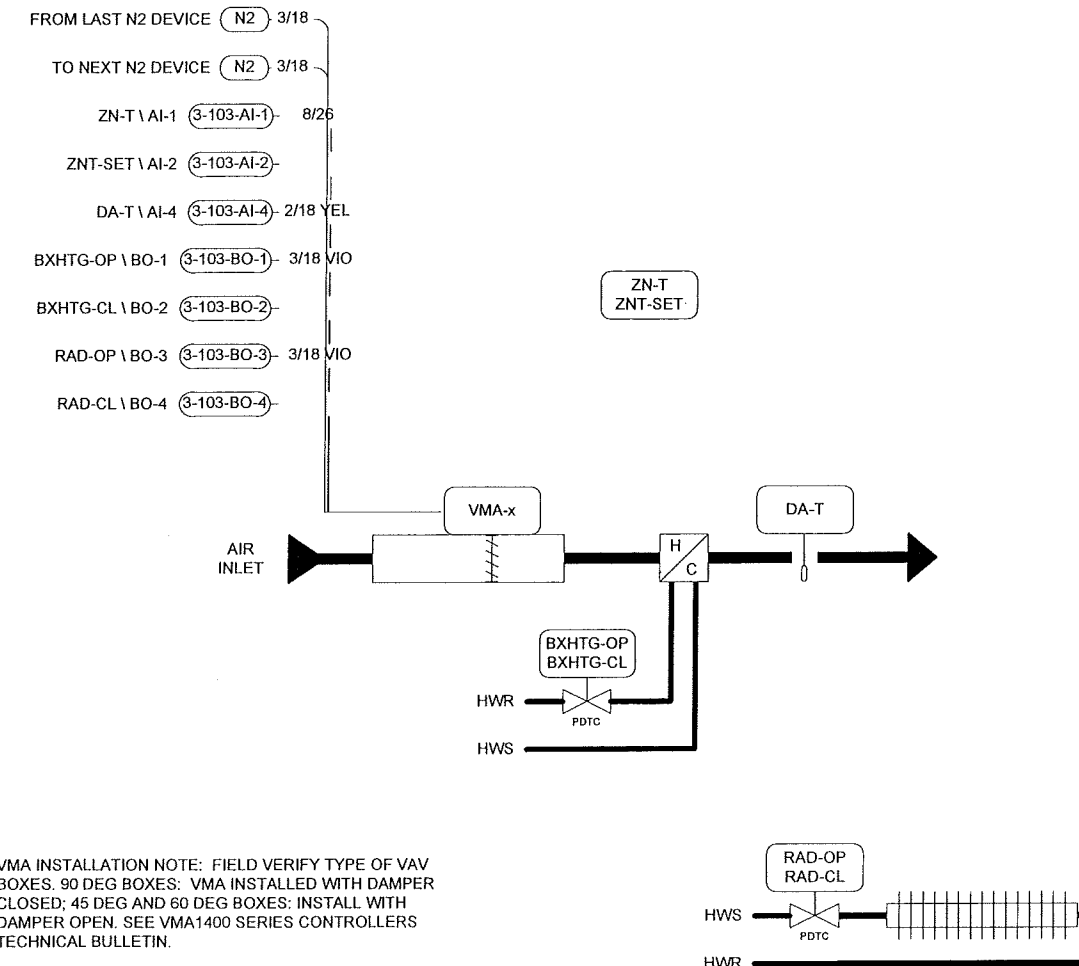 FROM LAST N2 DEVICE N2 3/18
TO NEXT N2 DEVICE N2 3/18
ZN-T \ AI-1 3-103-AI-1 8/26
ZNT-SET \ AI-2 3-103-AI-2
DA-T \ AI-4 3-103-AI-4 2/18 YEL
BXHTG-OP \ BO-1 3-103-BO-1 3/18 VIO
BXHTG-CL \ BO-2 3-103-BO-2
RAD-OP \ BO-3 3-103-BO-3 3/18 VIO
RAD-CL \ BO-4 3-103-BO-4
ZN-T
ZNT-SET
VMA-x
DA-T
AIR
INLET
H
C
BXHTG-OP
BXHTG-CL
HWR
PDTC
HWS
VMA INSTALLATION NOTE: FIELD VERIFY TYPE OF VAV
BOXES. 90 DEG BOXES: VMA INSTALLED WITH DAMPER
CLOSED; 45 DEG AND 60 DEG BOXES: INSTALL WITH
DAMPER OPEN. SEE VMA1400 SERIES CONTROLLERS
TECHNICAL BULLETIN.
RAD-OP
RAD-CL
HWS
PDTC
HWR